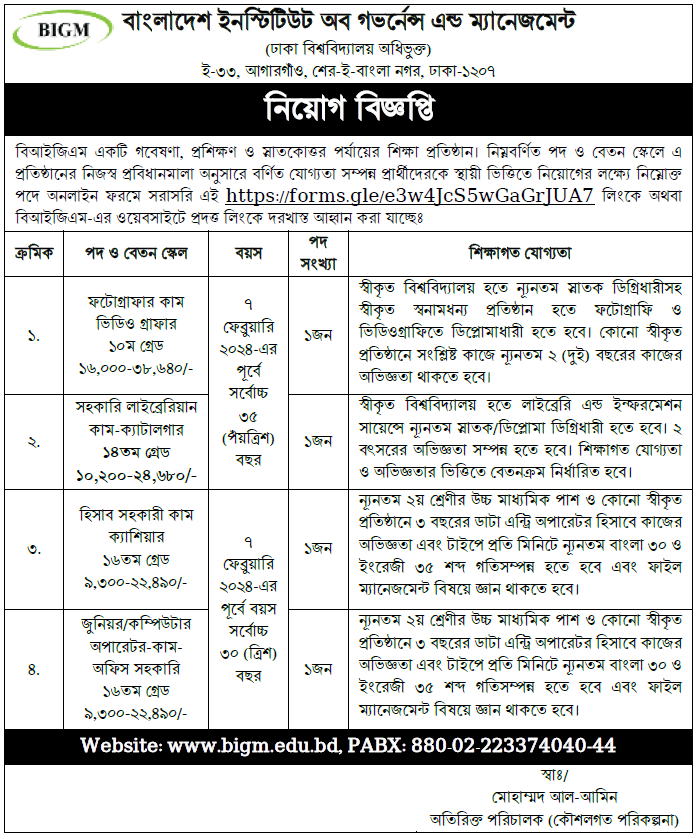 BIGM
বাংলাদেশ ইনস্টিটিউট অব গভর্নেন্স এন্ড ম্যানেজমেন্ট
(ঢাকা বিশ্ববিদ্যালয় অধিভুক্ত)
ই-৩৩, আগারগাঁও, শের-ই-বাংলা নগর, ঢাকা-১২০৭
নিয়োগ বিজ্ঞপ্তি
বিআইজিএম একটি গবেষণা, প্রশিক্ষণ ও স্নাতকোত্তর পর্যায়ের শিক্ষা প্রতিষ্ঠান। নিম্নবর্ণিত পদ ও বেতন স্কেলে এ
প্রতিষ্ঠানের নিজস্ব প্রবিধানমালা অনুসারে বর্ণিত যোগ্যতা সম্পন্ন প্রার্থীদেরকে স্থায়ী ভিত্তিতে নিয়োগের লক্ষ্যে নিম্নোক্ত
পদে অনলাইন ফরমে সরাসরি এই https://forms.gle/e3w4JcS5wGaGrJUA7 লিংকে অথবা
বিআইজিএম-এর ওয়েবসাইটে প্রদত্ত লিংকে দরখাস্ত আহ্বান করা যাচ্ছেঃ
ক্রমিক
পদ ও বেতন স্কেল
বয়স
পদ
সংখ্যা
শিক্ষাগত যোগ্যতা
১.
ফটোগ্রাফার কাম
ভিডিও গ্রাফার
১০ম গ্রেড
১৬,০০০-৩৮,৬৪০/-
৭
ফেব্রুয়ারি
২০২৪-এর
পূর্বে
সর্বোচ্চ
৩৫
(পঁয়ত্রিশ)
বছর
১জন
স্বীকৃত বিশ্ববিদ্যালয় হতে ন্যূনতম স্নাতক ডিগ্রিধারীসহ
স্বীকৃত স্বনামধন্য প্রতিষ্ঠান হতে ফটোগ্রাফি ও
ভিডিওগ্রাফিতে ডিপ্লোমাধারী হতে হবে। কোনো স্বীকৃত
প্রতিষ্ঠানে সংশ্লিষ্ট কাজে ন্যূনতম ২ (দুই) বছরের কাজের
অভিজ্ঞতা থাকতে হবে।
২.
সহকারি লাইব্রেরিয়ান
কাম-ক্যাটালগার
১৪তম গ্রেড
১০,২০০-২৪,৬৮০/-
১জন
স্বীকৃত বিশ্ববিদ্যালয় হতে লাইব্রেরি এন্ড ইনফরমেশন
সায়েন্সে ন্যূনতম স্নাতক/ডিপ্লোমা ডিগ্রিধারী হতে হবে। ২
বৎসরের অভিজ্ঞতা সম্পন্ন হতে হবে। শিক্ষাগত যোগ্যতা
ও অভিজ্ঞতার ভিত্তিতে বেতনক্রম নির্ধারিত হবে।
৩.
হিসাব সহকারী কাম
ক্যাশিয়ার
১৬তম গ্রেড
৯,৩০০-২২,৪৯০/-
৭
ফেব্রুয়ারি
২০২৪-এর
পূর্বে বয়স
সর্বোচ্চ
৩০ (ত্রিশ)
বছর
১জন
ন্যূনতম ২য় শ্রেণীর উচ্চ মাধ্যমিক পাশ ও কোনো স্বীকৃত
প্রতিষ্ঠানে ৩ বছরের ডাটা এন্ট্রি অপারেটর হিসাবে কাজের
অভিজ্ঞতা এবং টাইপে প্রতি মিনিটে ন্যূনতম বাংলা ৩০ ও
ইংরেজী ৩৫ শব্দ গতিসম্পন্ন হতে হবে এবং ফাইল
ম্যানেজমেন্ট বিষয়ে জ্ঞান থাকতে হবে।
৪.
জুনিয়র/কম্পিউটার
অপারেটর-কাম-
অফিস সহকারি
১৬তম গ্রেড
৯,৩০০-২২,৪৯০/-
১জন
ন্যূনতম ২য় শ্রেণীর উচ্চ মাধ্যমিক পাশ ও কোনো স্বীকৃত
প্রতিষ্ঠানে ৩ বছরের ডাটা এন্ট্রি অপারেটর হিসাবে কাজের
অভিজ্ঞতা এবং টাইপে প্রতি মিনিটে ন্যূনতম বাংলা ৩০ ও
ইংরেজী ৩৫ শব্দ গতিসম্পন্ন হতে হবে এবং ফাইল
ম্যানেজমেন্ট বিষয়ে জ্ঞান থাকতে হবে।
Website: www.bigm.edu.bd, PABX: 880-02-223374040-44
স্বাঃ/
মোহাম্মদ আল-আমিন
অতিরিক্ত পরিচালক (কৌশলগত পরিকল্পনা)